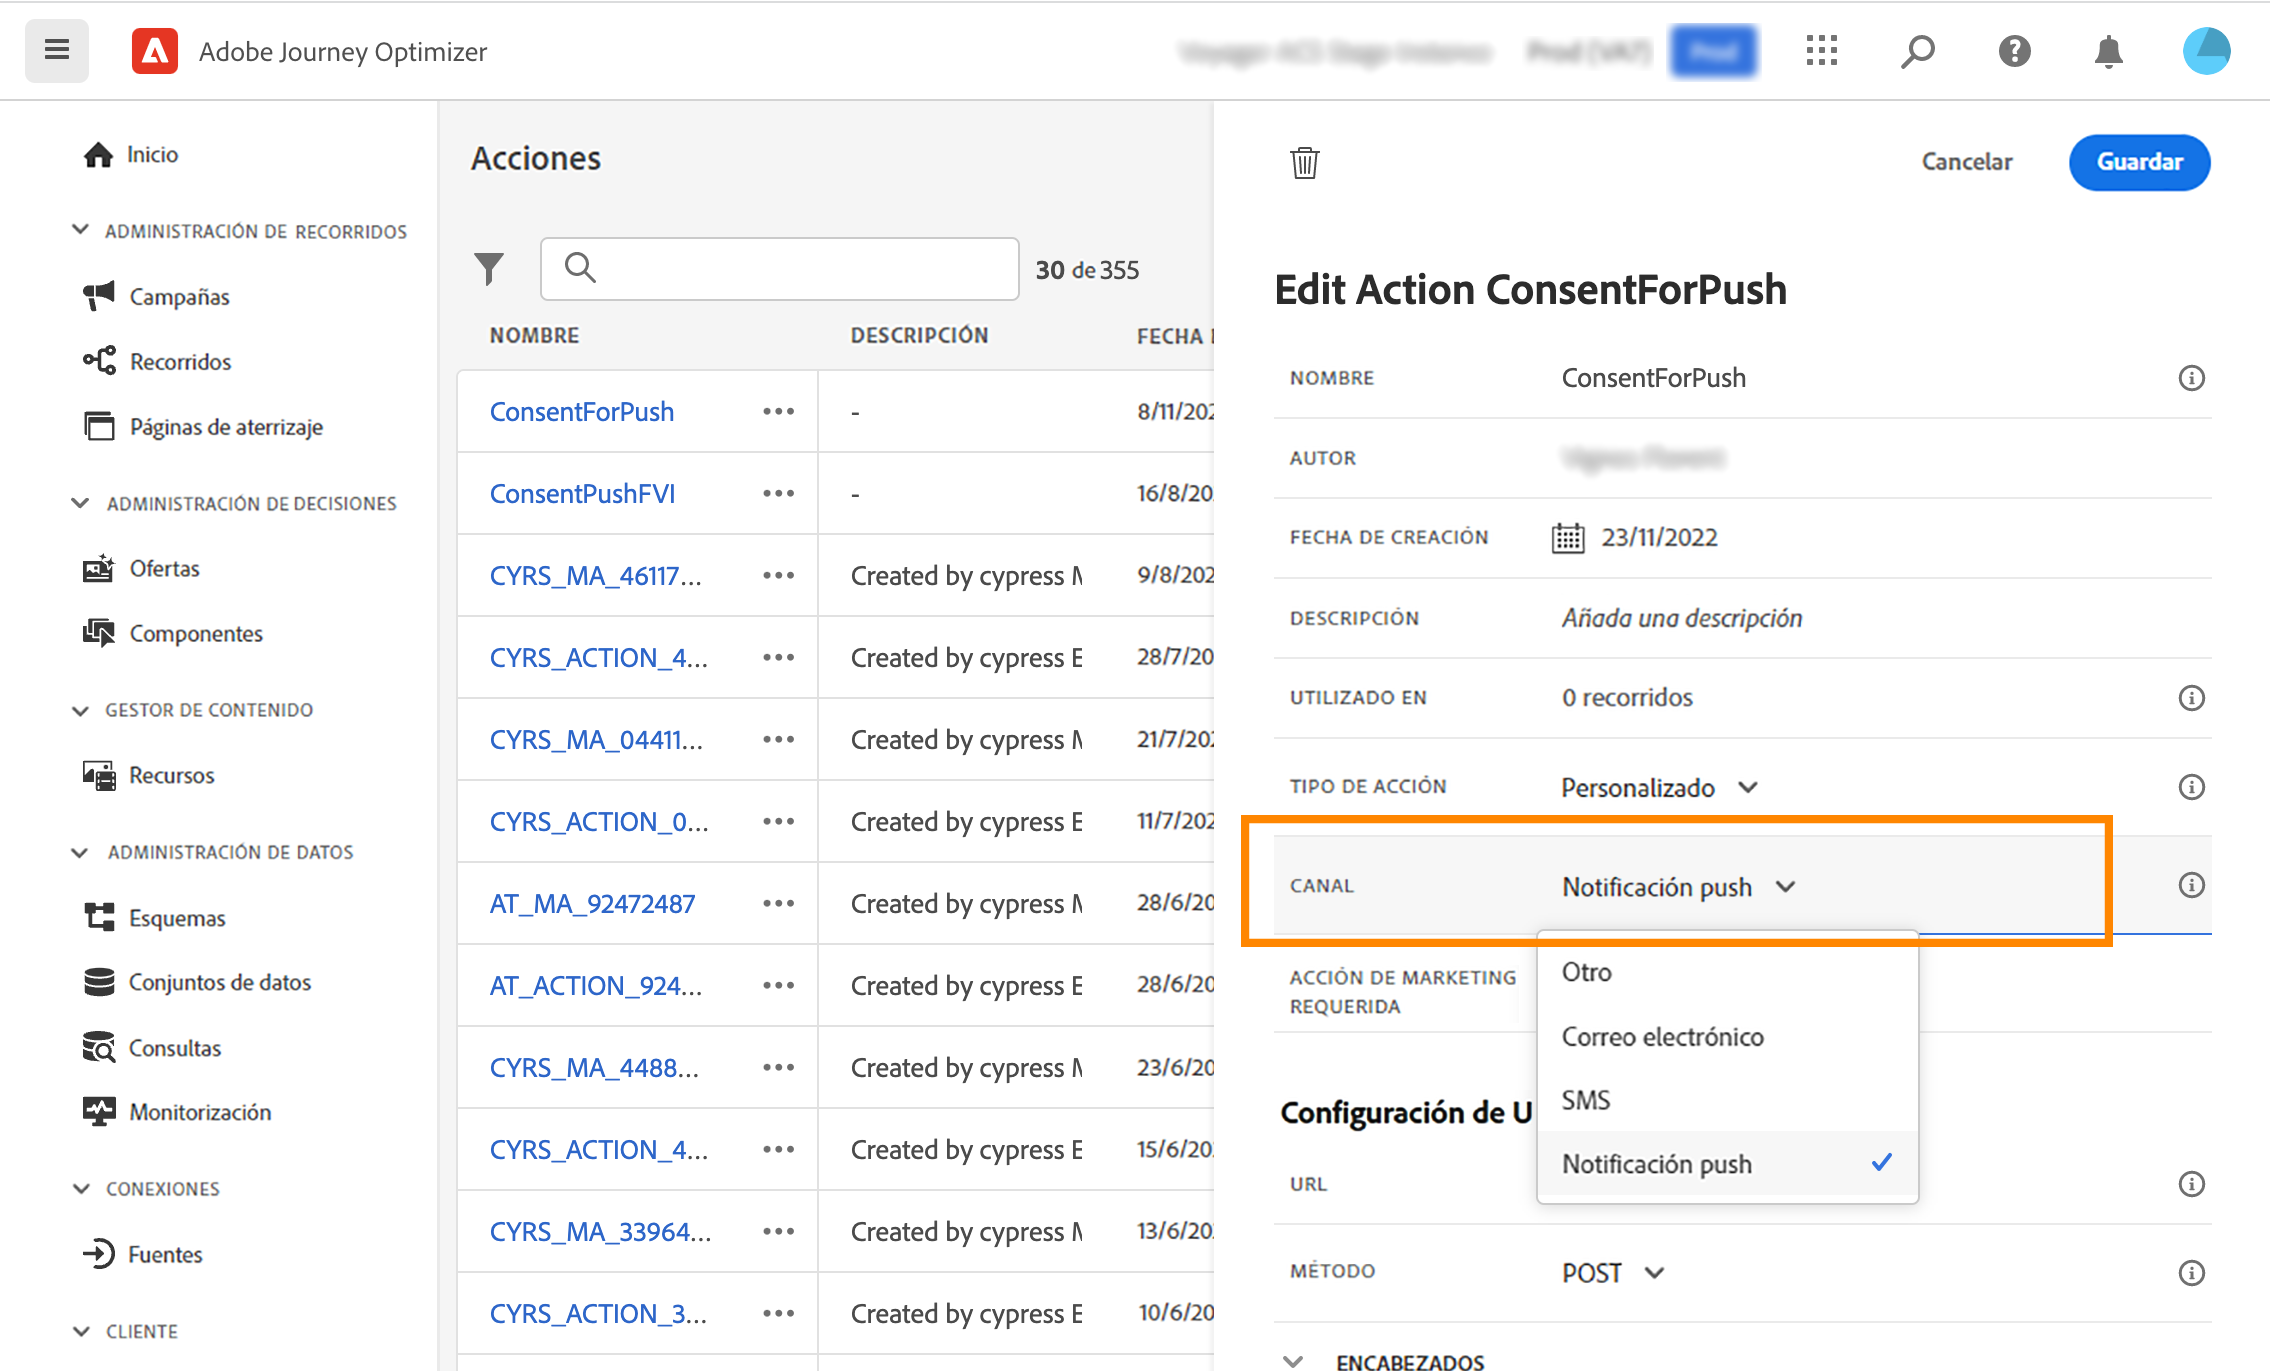 Adobe Journey Optimizer
Inicio
ADMINISTRACIÓN DE RECORRIDOS
Campañas
Recorridos
Páginas de aterrizaje
ADMINISTRACIÓN DE DECISIONES
Ofertas
Componentes
GESTOR DE CONTENIDO
Recursos
ADMINISTRACIÓN DE DATOS
Esquemas
Conjuntos de datos
Consultas
Monitorización
CONEXIONES
Fuentes
CLIENTE
Acciones
30 de 355
NOMBRE DESCRIPCIÓN FECHA
ConsentForPush ••• - 8/11/202
ConsentPushFVI ••• - 16/8/20
CYRS_MA_46117... ••• Created by cypress M 9/8/202
CYRS_ACTION_4... ••• Created by cypress E 28/7/20
CYRS_MA_04411... ••• Created by cypress M 21/7/202
CYRS_ACTION_0... ••• Created by cypress E 11/7/202
AT_MA_92472487 ••• Created by cypress M 28/6/20
AT_ACTION_924... ••• Created by cypress E 28/6/20
CYRS_MA_4488... ••• Created by cypress M 23/6/20
CYRS_ACTION_4... ••• Created by cypress E 15/6/20
CYRS_MA_33964... ••• Created by cypress M 13/6/20
CYRS_ACTION_3... ••• Created by cypress E 10/6/20
Cancelar Guardar
Edit Action ConsentForPush
NOMBRE ConsentForPush
AUTOR
FECHA DE CREACIÓN 23/11/2022
DESCRIPCIÓN Añada una descripción
UTILIZADO EN 0 recorridos
TIPO DE ACCIÓN Personalizado
CANAL Notificación push
Otro
Correo electrónico
SMS
Notificación push
ACCIÓN DE MARKETING
REQUERIDA
Configuración de U
URL
MÉTODO POST
ENCABEZADOS